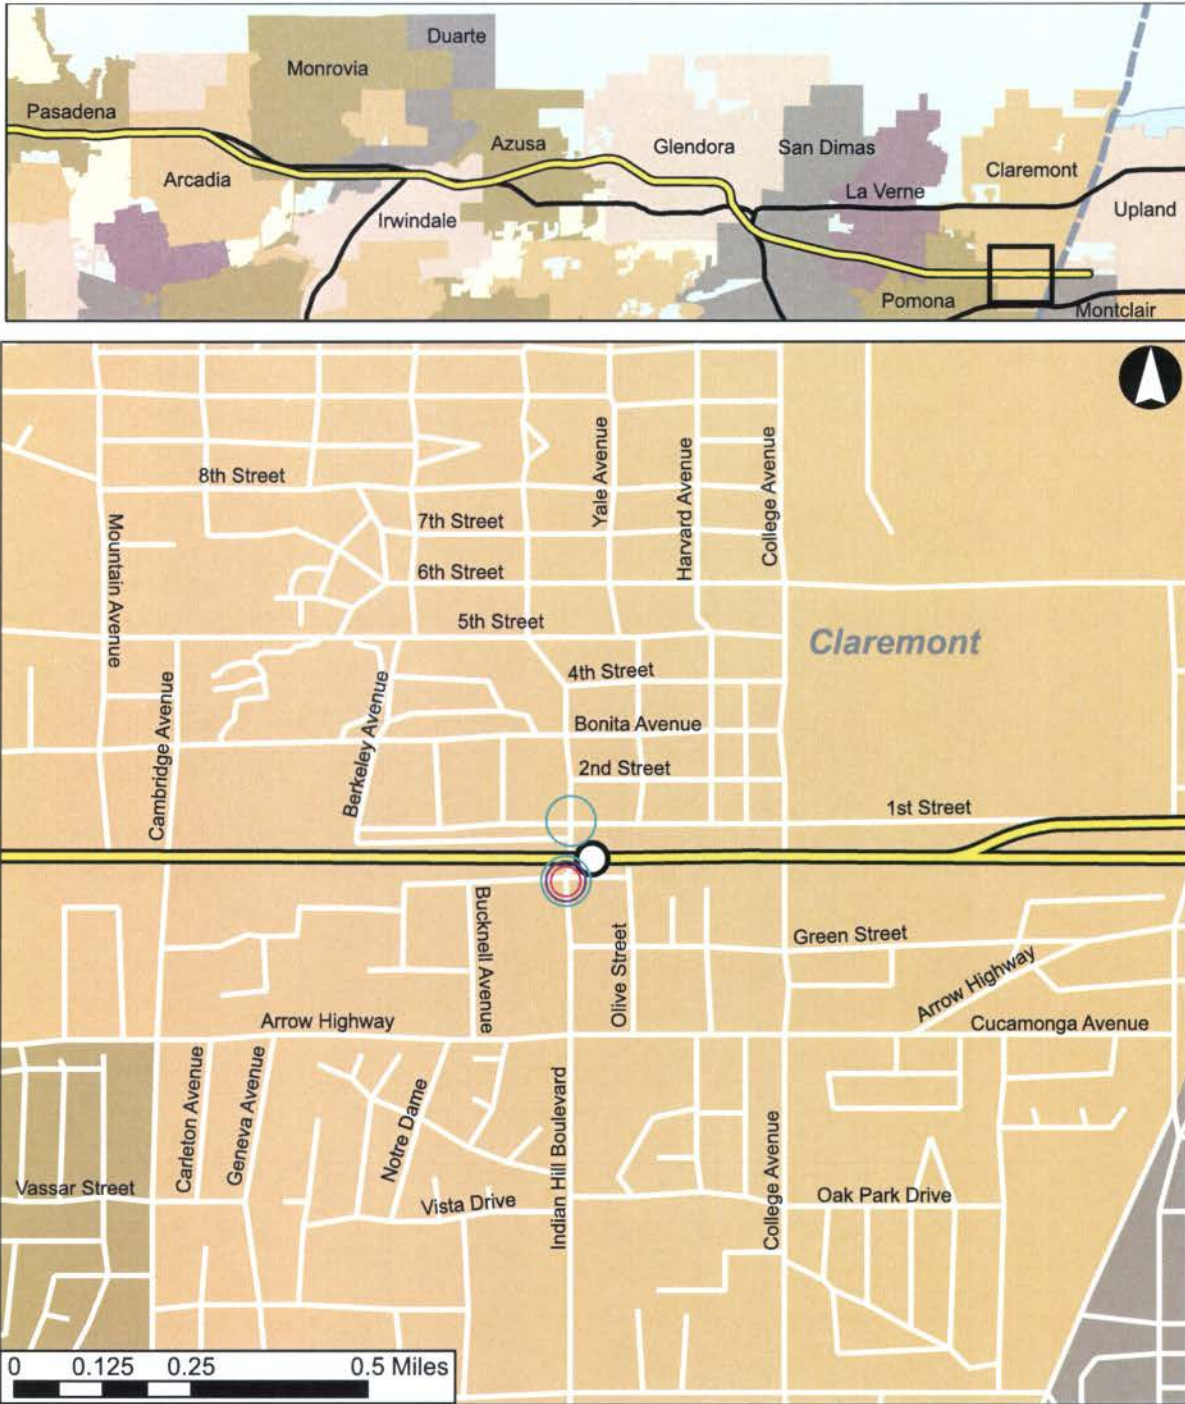 Duarte
Monrovia
Pasadena
Azusa
Glendora
San Dimas
Arcadia
Claremont
La Verne
Irwindale
Upland
Pomona
Montclair
8th Street
Yale Avenue
Harvard Avenue
College Avenue
Mountain Avenue
7th Street
6th Street
5th Street
Claremont
4th Street
Cambridge Avenue
Berkeley Avenue
Bonita Avenue
2nd Street
1st Street
Bucknell Avenue
Olive Street
Green Street
Arrow Highway
Arrow Highway
Cucamonga Avenue
Carleton Avenue
Geneva Avenue
Notre Dame
Indian Hill Boulevard
College Avenue
Vassar Street
Vista Drive
Oak Park Drive
0 0.125 0.25 0.5 Miles